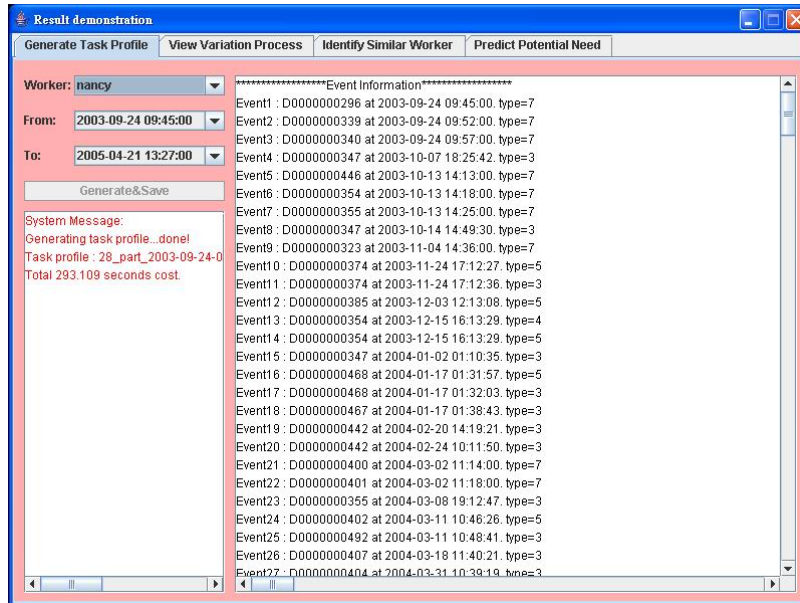 Result demonstration
Generate Task Profile
View Variation Process
Identify Similar Worker
Predict Potential Need
Worker: nancy
From: 2003-09-24 09:45:00
To: 2005-04-21 13:27:00
Generate&Save
System Message:
Generating task profile...done!
Task profile : 28_part_2003-09-24-0
Total 293.109 seconds cost.
******************Event Information******************
Event1 : D0000000296 at 2003-09-24 09:45:00. type=7
Event2 : D0000000339 at 2003-09-24 09:52:00. type=7
Event3 : D0000000340 at 2003-09-24 09:57:00. type=7
Event4 : D0000000347 at 2003-10-07 18:25:42. type=3
Event5 : D0000000446 at 2003-10-13 14:13:00. type=7
Event6 : D0000000354 at 2003-10-13 14:18:00. type=7
Event7 : D0000000355 at 2003-10-13 14:25:00. type=7
Event8 : D0000000347 at 2003-10-14 14:49:30. type=3
Event9 : D0000000323 at 2003-11-04 14:36:00. type=7
Event10 : D0000000374 at 2003-11-24 17:12:27. type=5
Event11 : D0000000374 at 2003-11-24 17:12:36. type=3
Event12 : D0000000385 at 2003-12-03 12:13:08. type=5
Event13 : D0000000354 at 2003-12-15 16:13:29. type=4
Event14 : D0000000354 at 2003-12-15 16:13:29. type=5
Event15 : D0000000347 at 2004-01-02 01:10:35. type=3
Event16 : D0000000468 at 2004-01-17 01:31:57. type=5
Event17 : D0000000468 at 2004-01-17 01:32:03. type=3
Event18 : D0000000467 at 2004-01-17 01:38:43. type=3
Event19 : D0000000442 at 2004-02-20 14:19:21. type=3
Event20 : D0000000442 at 2004-02-24 10:11:50. type=3
Event21 : D0000000400 at 2004-03-02 11:14:00. type=7
Event22 : D0000000401 at 2004-03-02 11:18:00. type=7
Event23 : D0000000355 at 2004-03-08 19:12:47. type=3
Event24 : D0000000402 at 2004-03-11 10:46:26. type=5
Event25 : D0000000492 at 2004-03-11 10:48:41. type=3
Event26 : D0000000407 at 2004-03-18 11:40:21. type=3
Event27 : D0000000404 at 2004-03-31 10:39:19. type=3